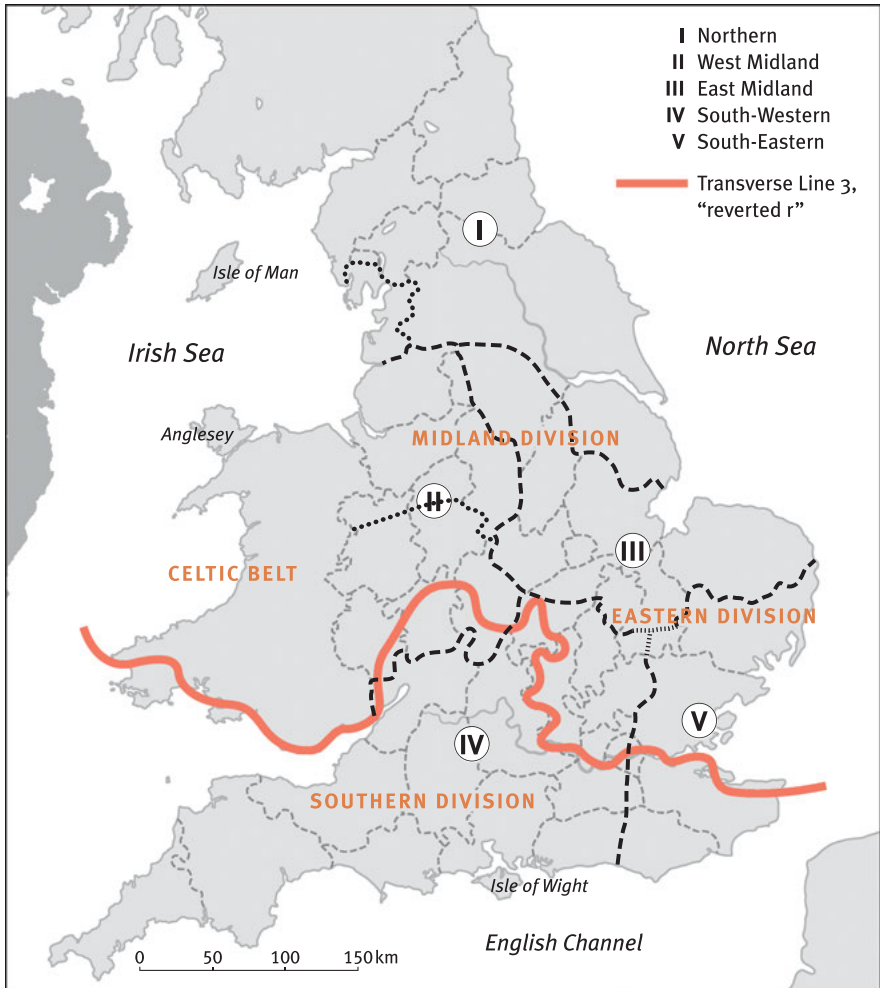 I Northern
II West Midland
III East Midland
IV South-Western
V South-Eastern
Transverse Line 3,
“reverted r”
I
Isle of Man
Irish Sea
North Sea
Anglesey
MIDLAND DIVISION
II
III
CELTIC BELT
EASTERN DIVISION
V
IV
SOUTHERN DIVISION
Isle of Wight
English Channel
0 50 100 150 km